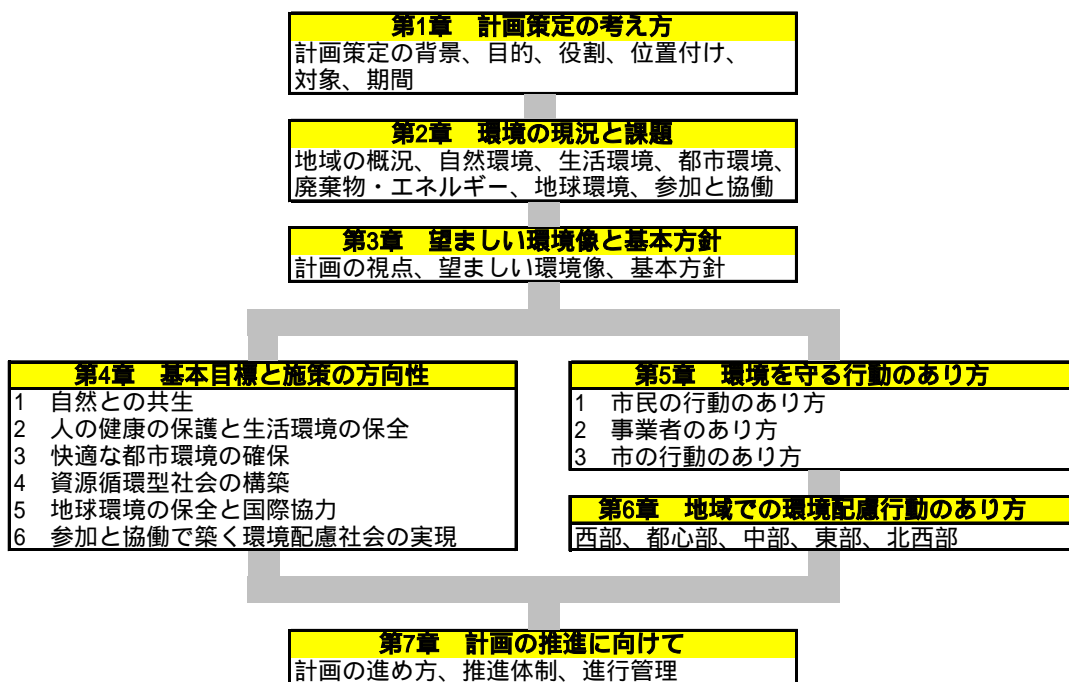 第1章　計画策定の考え方
計画策定の背景、目的、役割、位置付け、
対象、期間
第2章　環境の現況と課題
地域の概況、自然環境、生活環境、都市環境、
廃棄物・エネルギー、地球環境、参加と協働
第3章　望ましい環境像と基本方針
計画の視点、望ましい環境像、基本方針
第4章　基本目標と施策の方向性
1　自然との共生
2　人の健康の保護と生活環境の保全
3　快適な都市環境の確保
4　資源循環型社会の構築
5　地球環境の保全と国際協力
6　参加と協働で築く環境配慮社会の実現
第5章　環境を守る行動のあり方
1　市民の行動のあり方
2　事業者のあり方
3　市の行動のあり方
第6章　地域での環境配慮行動のあり方
西部、都心部、中部、東部、北西部
第7章　計画の推進に向けて
計画の進め方、推進体制、進行管理